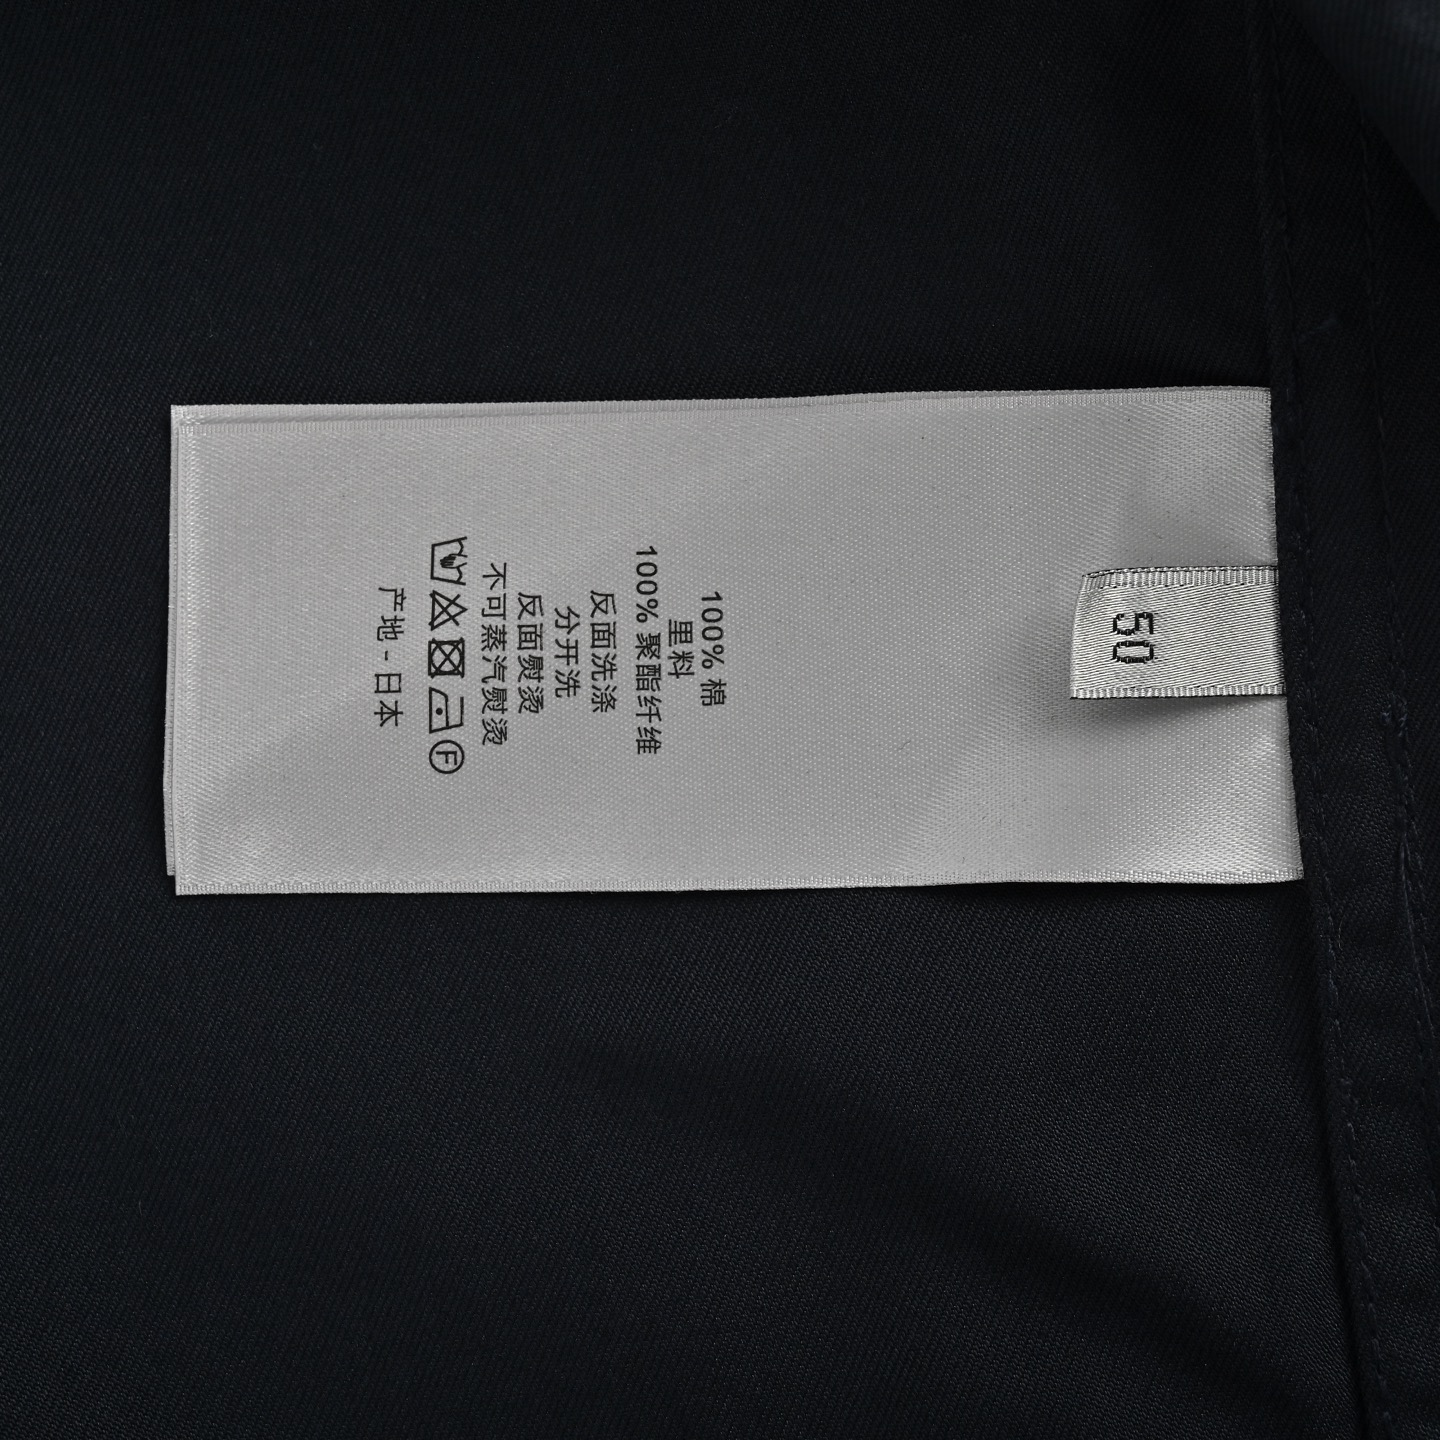 50
100% 棉
里料
100% 聚酯纤维
反面洗涤
分开洗
反面熨烫
不可蒸汽熨烫
F
产地 - 日本